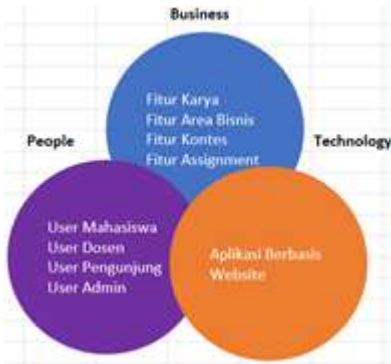 Business
Fitur Karya
Fitur Area Bisnis
Fitur Kontes
Fitur Assignment
People
Technology
User Mahasiswa
User Dosen
User Pengunjung
User Admin
Aplikasi Berbasis
Website